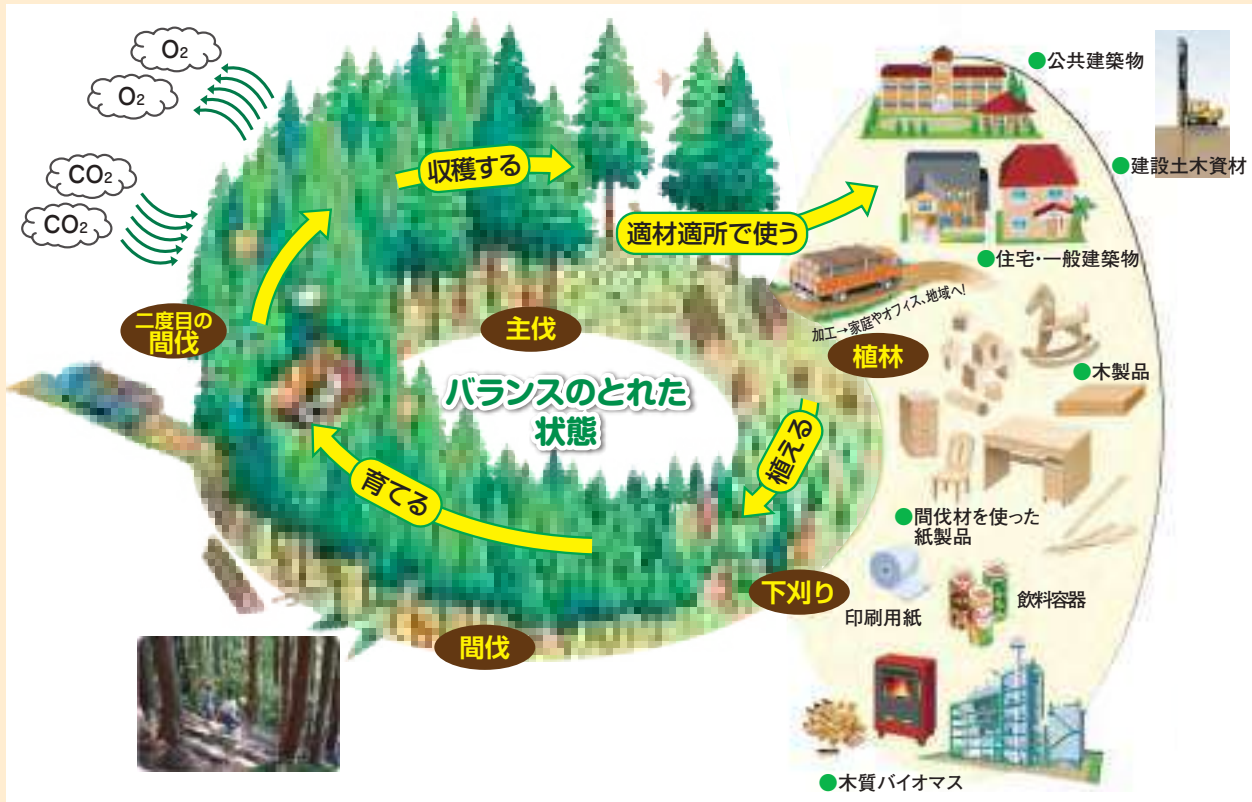 O₂
O₂
CO₂
CO₂
収穫する
適材適所で使う
●公共建築物
●建設土木資材
●住宅・一般建築物
加工→家庭やオフィス、地域へ!
二度目の
間伐
主伐
植林
バランスのとれた
状態
植える
育てる
●木製品
●間伐材を使った
紙製品
下刈り
印刷用紙
飲料容器
間伐
●木質バイオマス